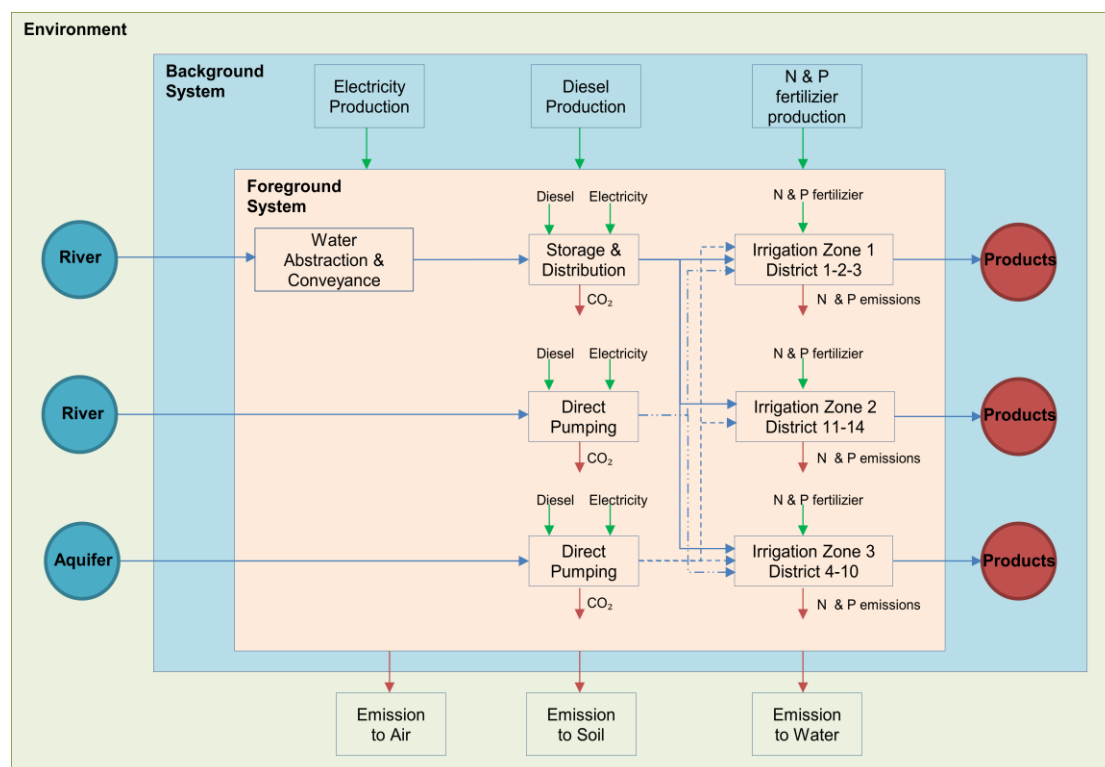 Environment
Background
System
Electricity
Production
Diesel
Production
N & P
fertilizier
production
Foreground
System
Diesel
Electricity
N & P fertilizier
River
Water
Abstraction &
Conveyance
Storage &
Distribution
Irrigation Zone 1
District 1-2-3
Products
CO₂
N & P emissions
Diesel
Electricity
N & P fertilizier
River
Direct
Pumping
Irrigation Zone 2
District 11-14
Products
CO₂
N & P emissions
Diesel
Electricity
N & P fertilizier
Aquifer
Direct
Pumping
Irrigation Zone 3
District 4-10
Products
CO₂
N & P emissions
Emission
to Air
Emission
to Soil
Emission
to Water